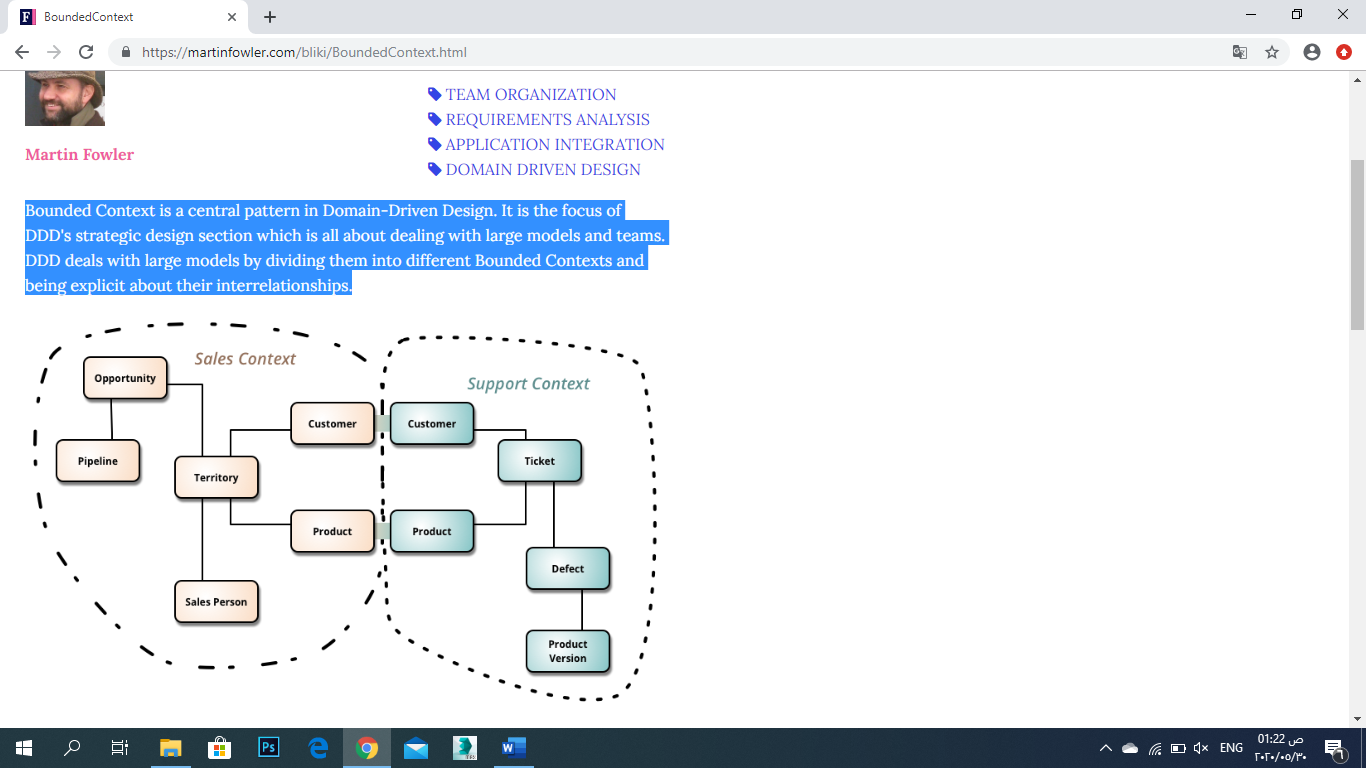 BoundedContext
https://martinfowler.com/bliki/BoundedContext.html
TEAM ORGANIZATION
REQUIREMENTS ANALYSIS
APPLICATION INTEGRATION
DOMAIN DRIVEN DESIGN
Martin Fowler
Bounded Context is a central pattern in Domain-Driven Design. It is the focus of
DDD's strategic design section which is all about dealing with large models and teams.
DDD deals with large models by dividing them into different Bounded Contexts and
being explicit about their interrelationships.
Sales Context
Support Context
Opportunity
Customer
Customer
Pipeline
Territory
Ticket
Product
Product
Defect
Sales Person
Product
Version
ENG
01:22 ص
٢٠٢٠/٠٥/٣٠